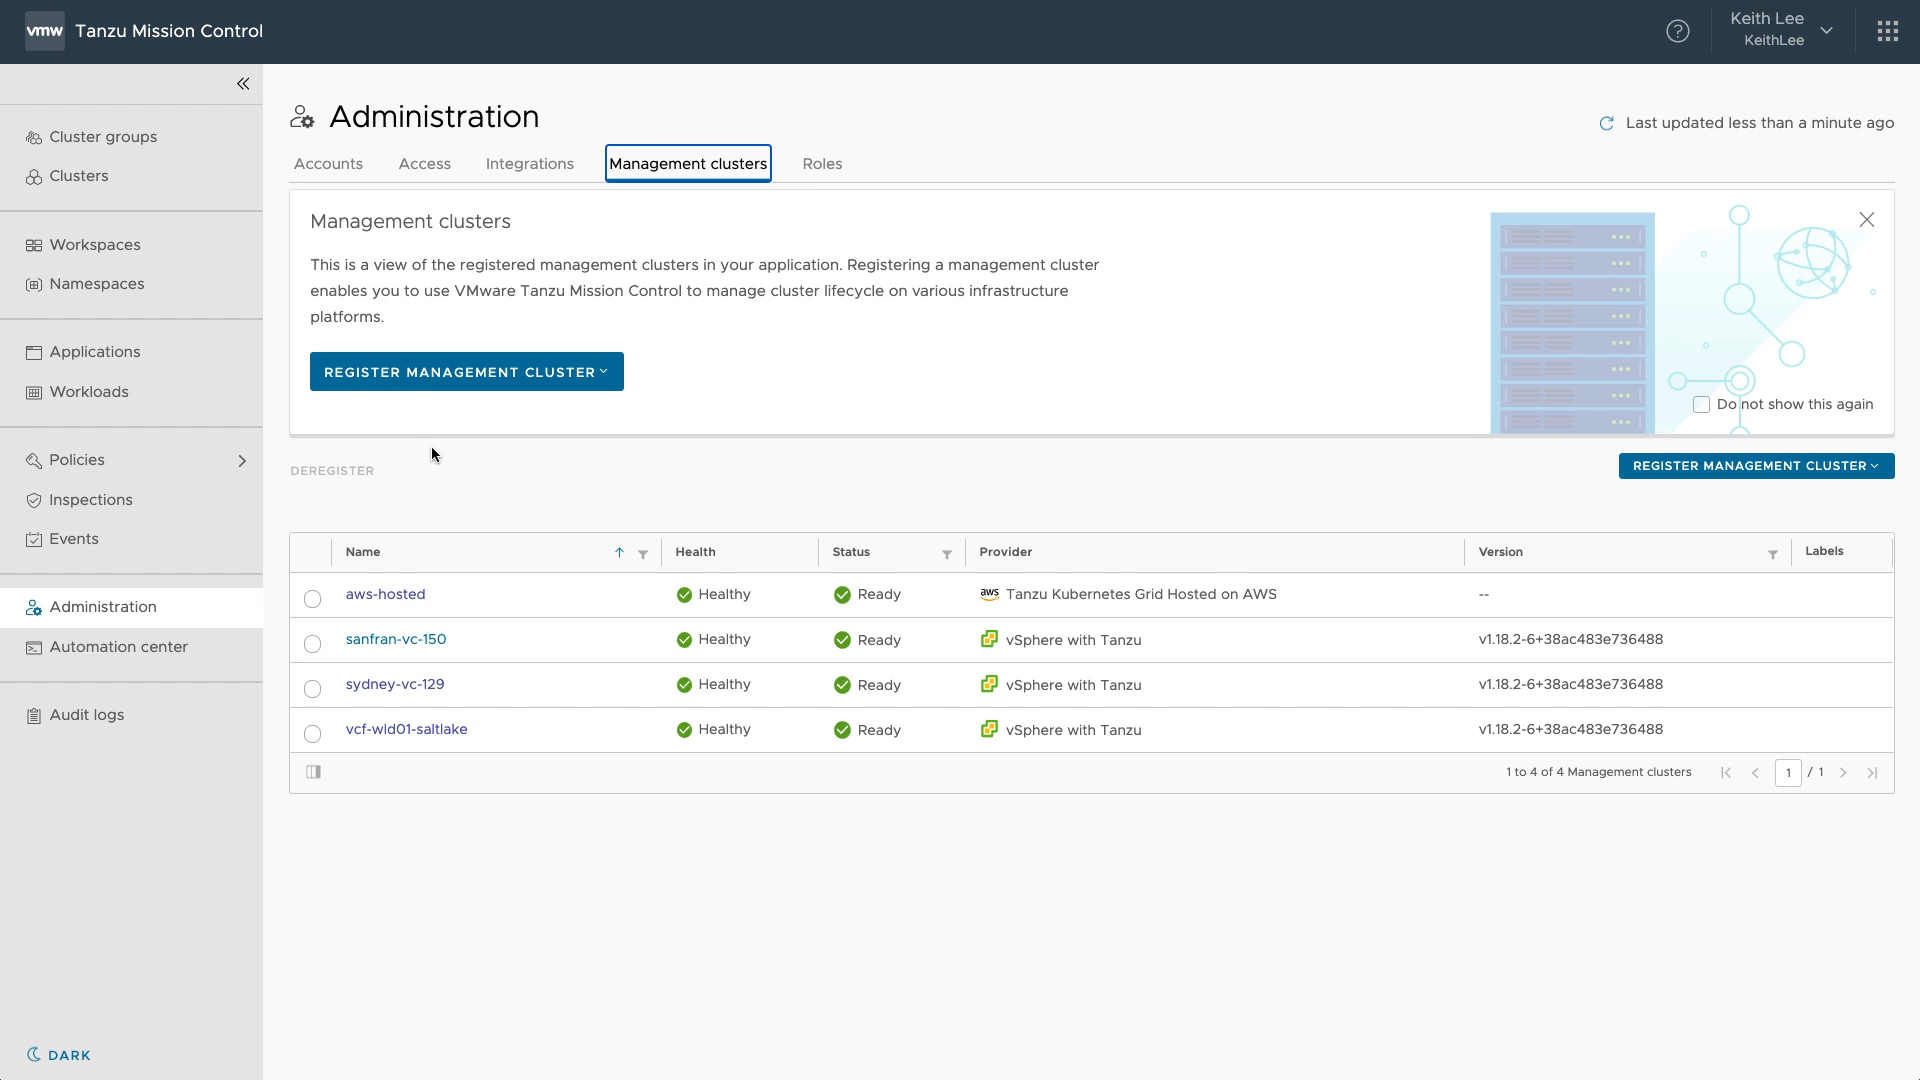 vmw Tanzu Mission Control
Keith Lee
KeithLee
Cluster groups
Clusters
Workspaces
Namespaces
Applications
Workloads
Policies
Inspections
Events
Administration
Automation center
Audit logs
DARK
Administration
Last updated less than a minute ago
Accounts Access Integrations Management clusters Roles
Management clusters
This is a view of the registered management clusters in your application. Registering a management cluster
enables you to use VMware Tanzu Mission Control to manage cluster lifecycle on various infrastructure
platforms.
REGISTER MANAGEMENT CLUSTER
Do not show this again
DEREGISTER
REGISTER MANAGEMENT CLUSTER
Name Health Status Provider Version Labels
aws-hosted Healthy Ready aws Tanzu Kubernetes Grid Hosted on AWS --
sanfran-vc-150 Healthy Ready vSphere with Tanzu v1.18.2-6+38ac483e736488
sydney-vc-129 Healthy Ready vSphere with Tanzu v1.18.2-6+38ac483e736488
vcf-wld01-saltlake Healthy Ready vSphere with Tanzu v1.18.2-6+38ac483e736488
1 to 4 of 4 Management clusters 1 / 1